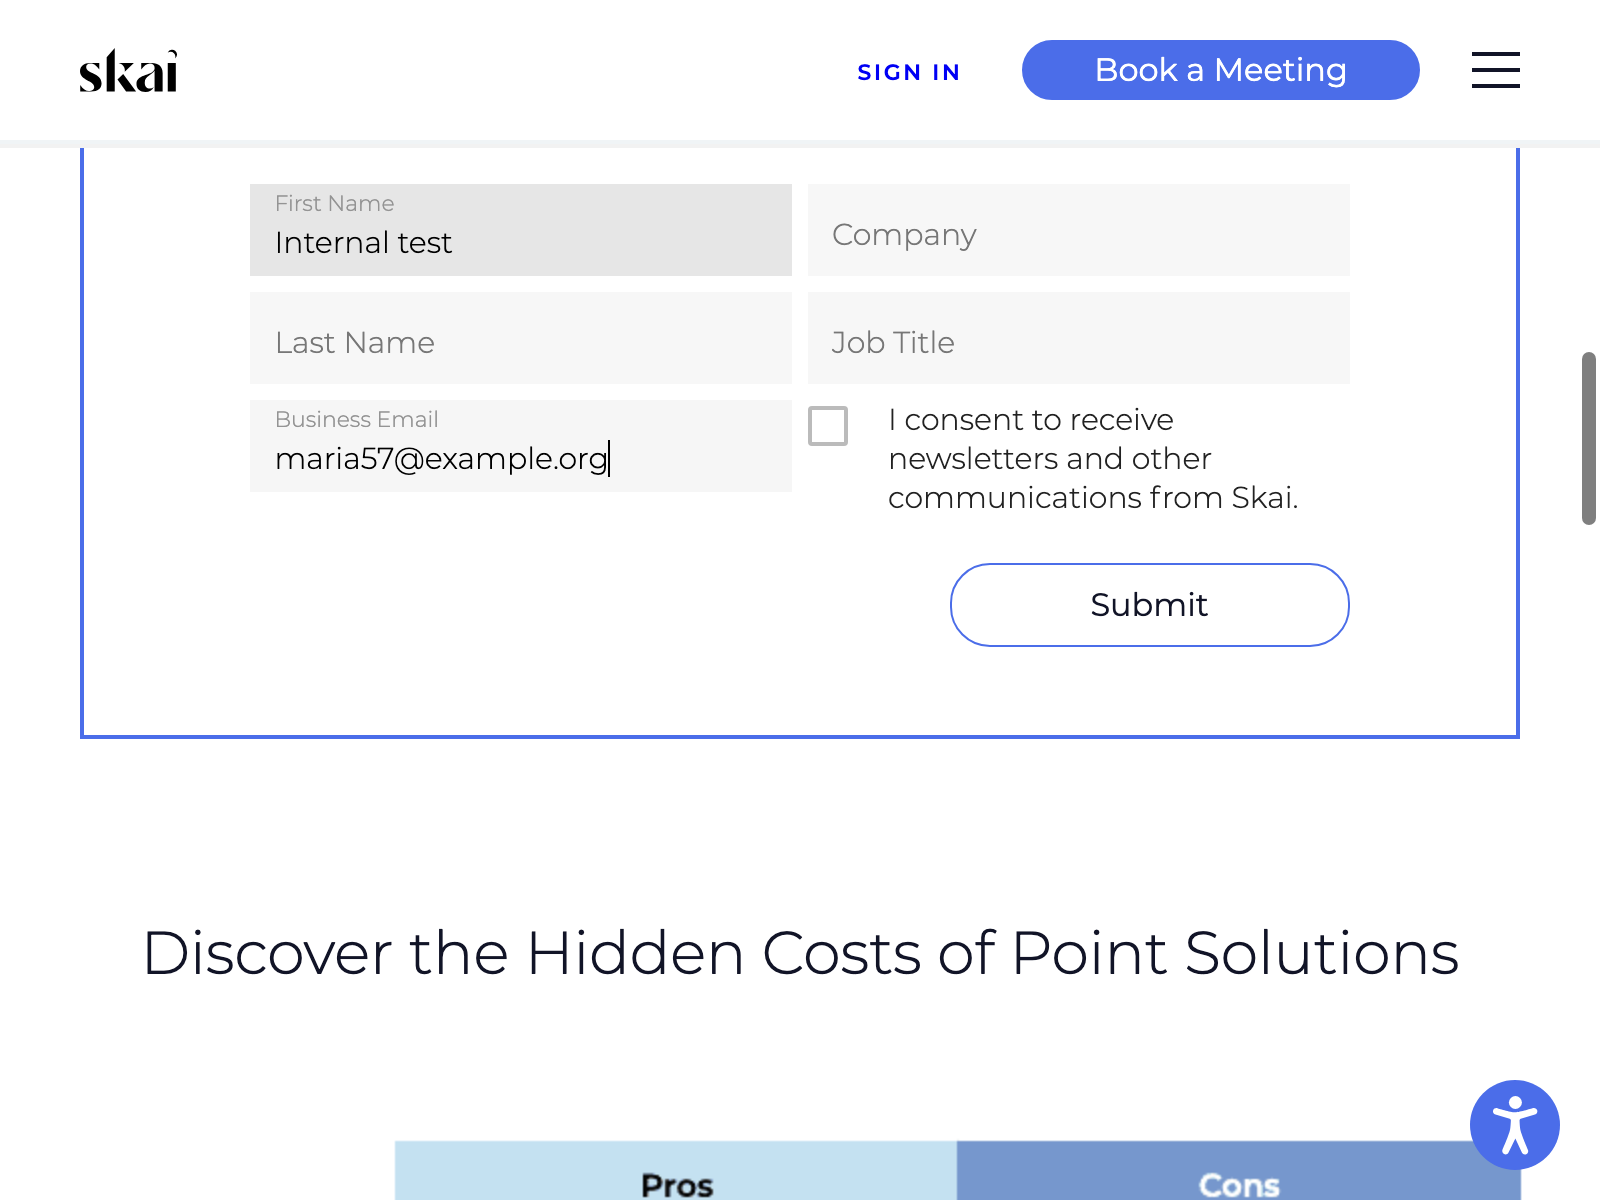 skai
SIGN IN
Book a Meeting
First Name
Internal test
Company
Last Name
Job Title
Business Email
maria57@example.org
I consent to receive
newsletters and other
communications from Skai.
Submit
Discover the Hidden Costs of Point Solutions
Pros
Cons